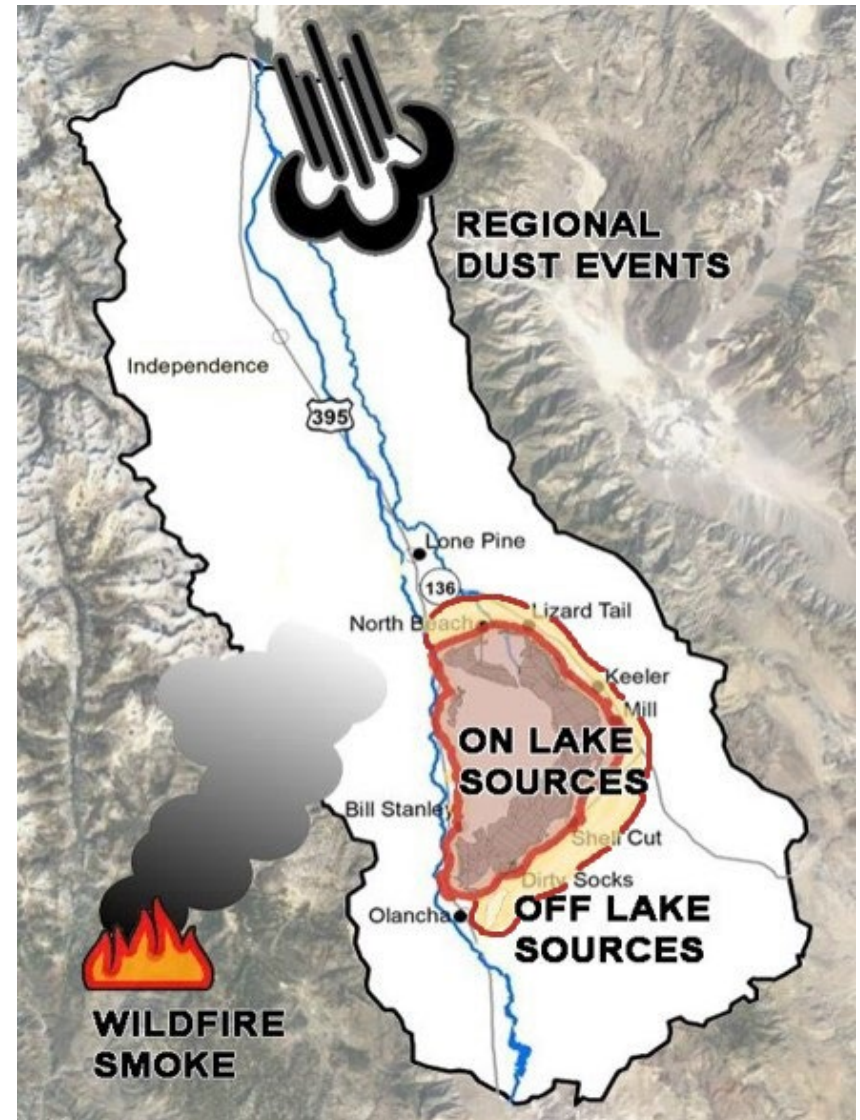 REGIONAL
DUST EVENTS
Independence
395
Lone Pine
136
North Beach
Lizard Tail
Keeler
Mill
ON LAKE
SOURCES
Bill Stanley
Shell Cut
Dirty Socks
Olancha
OFF LAKE
SOURCES
WILDFIRE
SMOKE